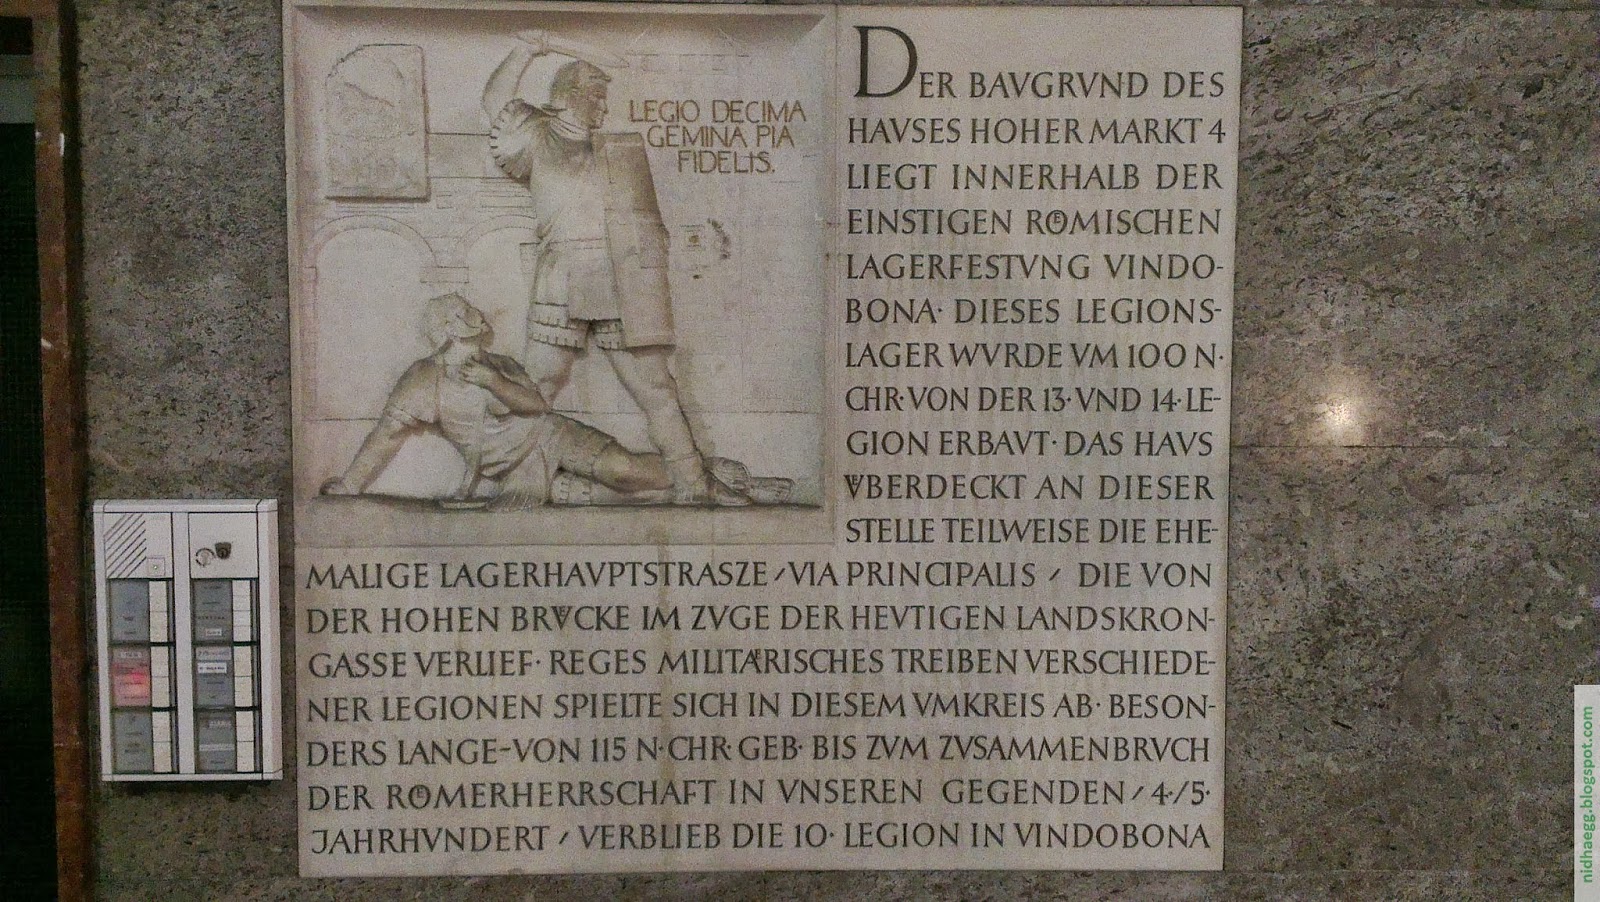 LEGIO DECIMA
GEMINA PIA
FIDELIS.
DER BAVGRVND DES
HAVSES HOHER MARKT 4
LIEGT INNERHALB DER
EINSTIGEN RÖMISCHEN
LAGERFESTVNG VINDO-
BONA· DIESES LEGIONS-
LAGER WVRDE VM 100 N·
CHR·VON DER 13· VND 14·LE-
GION ERBAVT· DAS HAVS
VͤBERDECKT AN DIESER
STELLE TEILWEISE DIE EHE-
MALIGE LAGERHAVPTSTRASZE / VIA PRINCIPALIS / DIE VON
DER HOHEN BRVͤCKE IM ZVGE DER HEVTIGEN LANDSKRON-
GASSE VERLIEF· REGES MILITÄRISCHES TREIBEN VERSCHIEDE-
NER LEGIONEN SPIELTE SICH IN DIESEM VMKREIS AB· BESON-
DERS LANGE-VON 115 N·CHR·GEB· BIS ZVM ZVSAMMENBRVCH
DER RÖMERHERRSCHAFT IN VNSEREN GEGENDEN / 4·/5·
JAHRHVNDERT / VERBLIEB DIE 10· LEGION IN VINDOBONA
nidhaegg.blogspot.com